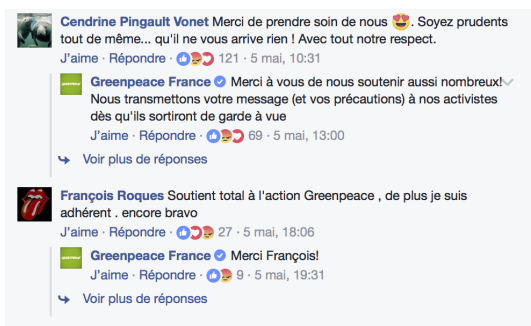 Cendrine Pingault Vonet Merci de prendre soin de nous 😍. Soyez prudents
tout de même... qu'il ne vous arrive rien ! Avec tout notre respect.
J'aime · Répondre · 121 · 5 mai, 10:31
Greenpeace France Merci à vous de nous soutenir aussi nombreux!
Nous transmettons votre message (et vos précautions) à nos activistes
dès qu'ils sortiront de garde à vue
J'aime · Répondre · 69 · 5 mai, 13:00
Voir plus de réponses
François Roques Soutient total à l'action Greenpeace , de plus je suis
adhérent . encore bravo
J'aime · Répondre · 27 · 5 mai, 18:06
Greenpeace France Merci François!
J'aime · Répondre · 9 · 5 mai, 19:31
Voir plus de réponses